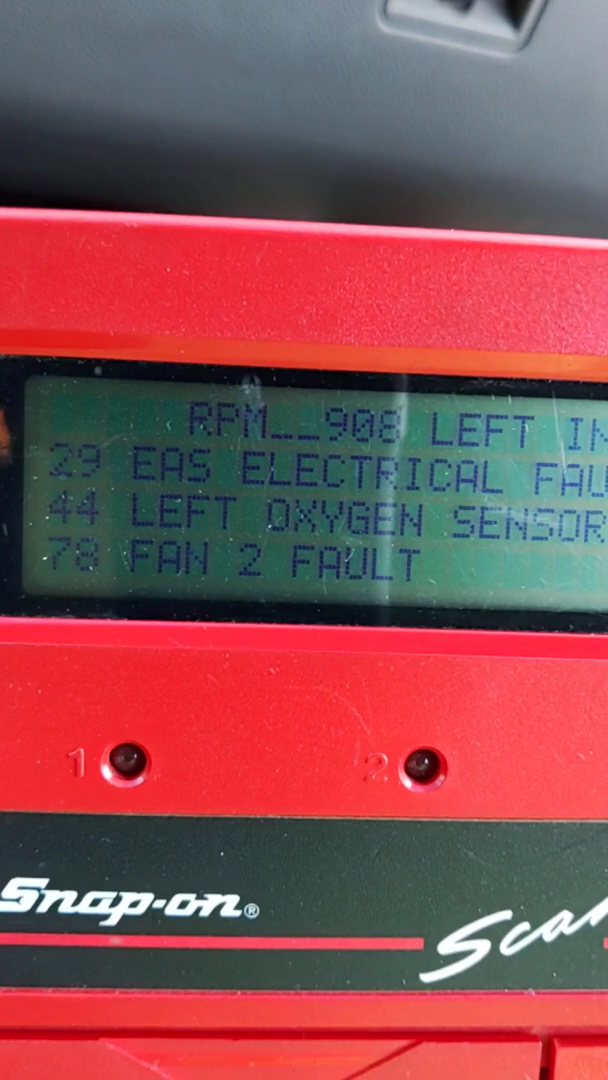 RPM__908 LEFT IN
29 EAS ELECTRICAL FAU
44 LEFT OXYGEN SENSOR
78 FAN 2 FAULT
1 2
Snap-on®
Scan